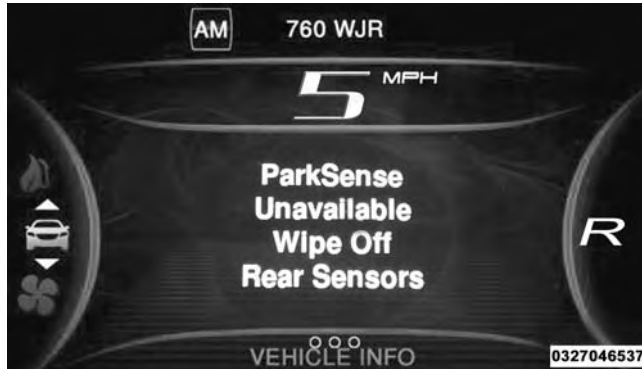 AM 760 WJR
5 MPH
ParkSense
Unavailable
Wipe Off
Rear Sensors
R
VEHICLE INFO
0327046537